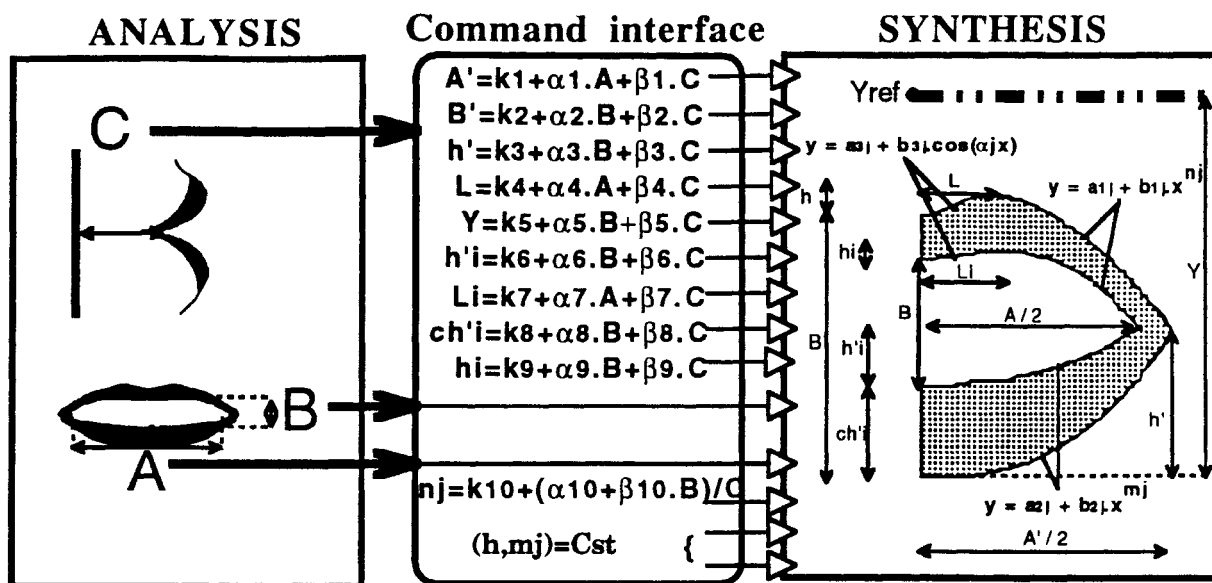 ANALYSIS
C
B
A
Command interface
A'=k1+α1.A+β1.C
B'=k2+α2.B+β2.C
h'=k3+α3.B+β3.C
L=k4+α4.A+β4.C
Y=k5+α5.B+β5.C
h'i=k6+α6.B+β6.C
Li=k7+α7.A+β7.C
ch'i=k8+α8.B+β8.C
hi=k9+α9.B+β9.C
nj=k10+(α10+β10.B)/C
(h,mj)=Cst {
SYNTHESIS
Yref
y = a3j + b3j.cos(αjx)
L
y = a1j + b1j.x^nj
h
hi
Li
Y
B
A/2
B'
h'i
h'
ch'i
y = a2j + b2j.x^mj
A'/2